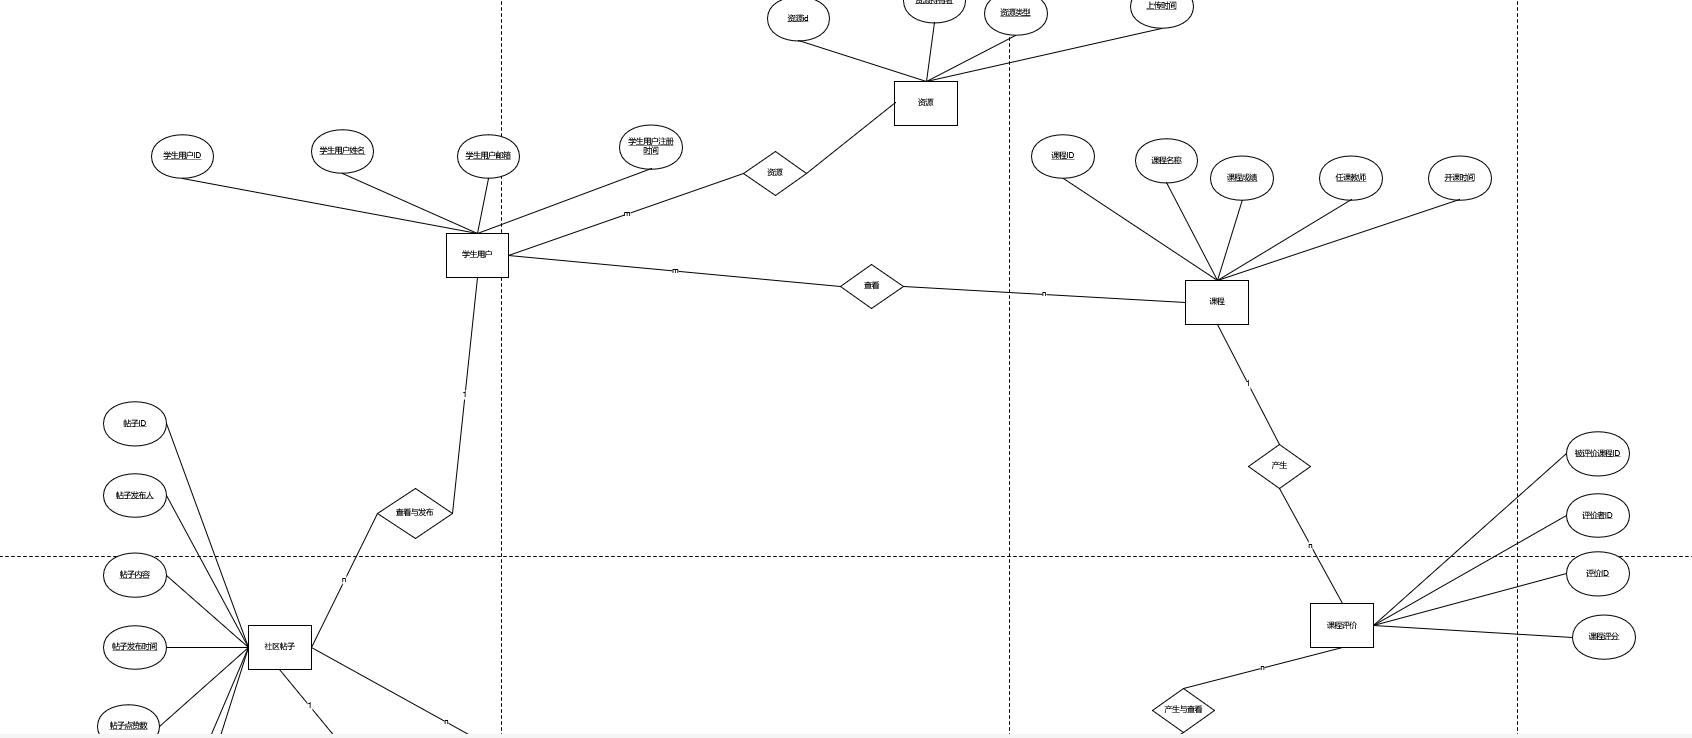 资源持有者
上传时间
资源id
资源类型
资源
学生用户ID
学生用户姓名
学生用户邮箱
学生用户注册
时间
课程ID
课程名称
课程成绩
任课教师
开课时间
资源
m
学生用户
m
查看
n
课程
1
1
产生
帖子ID
帖子发布人
查看与发布
被评价课程ID
评价者ID
n
n
帖子内容
评价ID
课程评价
课程评分
帖子发布时间
社区帖子
n
1
n
产生与查看
帖子点赞数